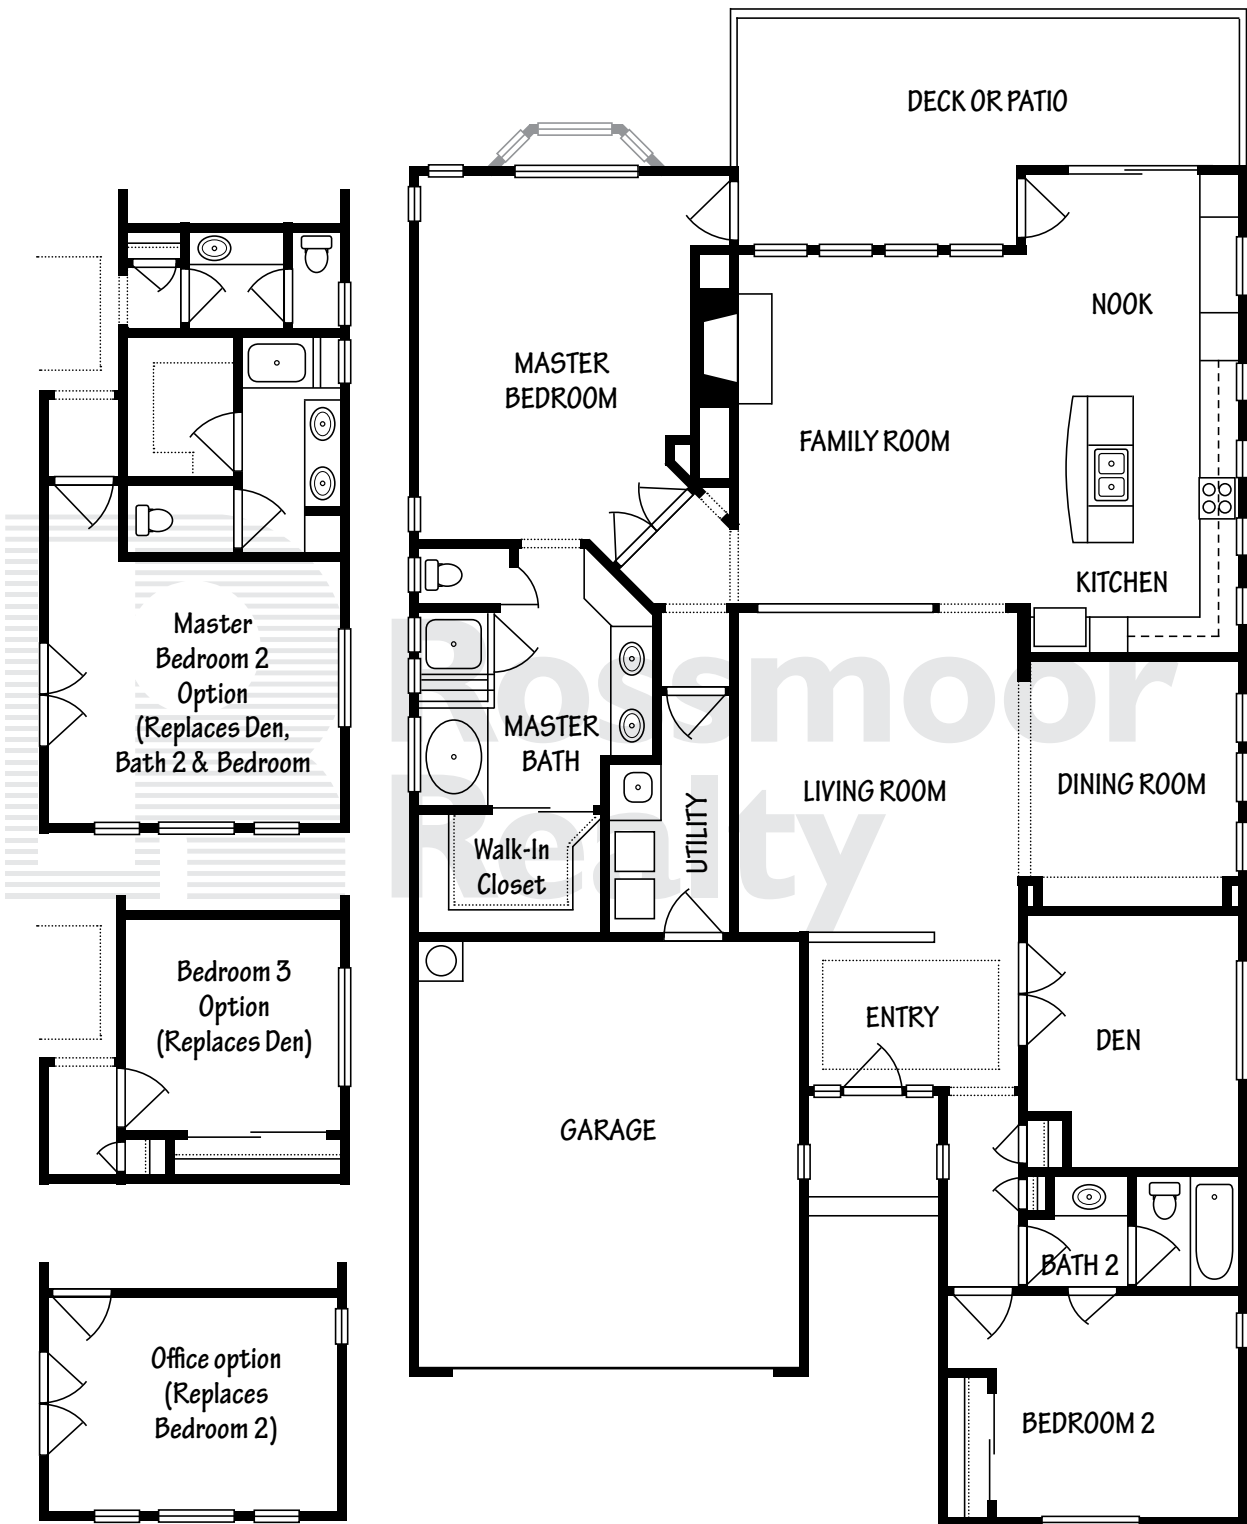 DECK OR PATIO
NOOK
MASTER
BEDROOM
FAMILY ROOM
KITCHEN
Master
Bedroom 2
Option
(Replaces Den,
Bath 2 & Bedroom
Rossmoor
Realty
MASTER
BATH
LIVING ROOM
DINING ROOM
UTILITY
Walk-In
Closet
Bedroom 3
Option
(Replaces Den)
ENTRY
DEN
GARAGE
BATH 2
Office option
(Replaces
Bedroom 2)
BEDROOM 2